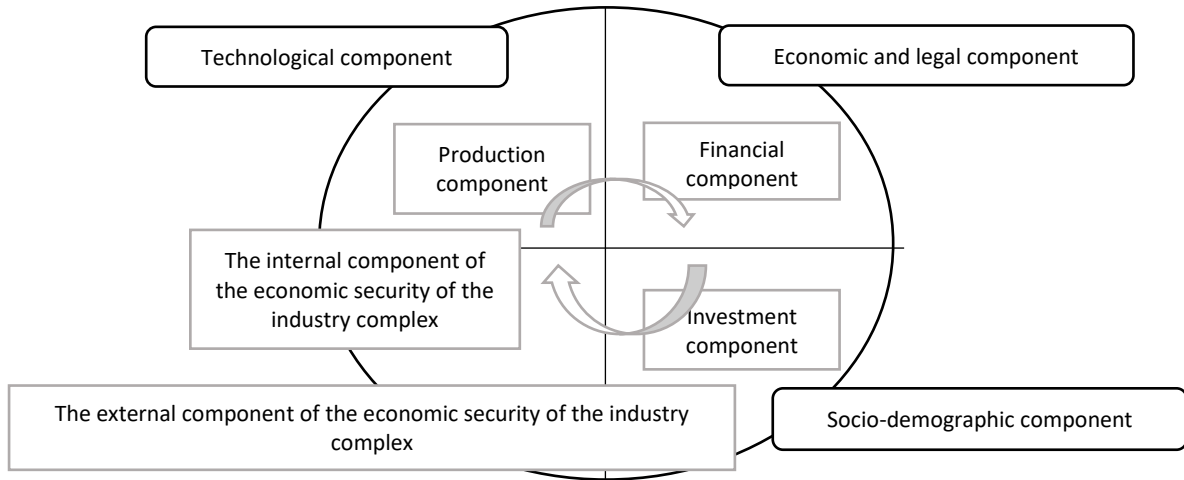 Technological component
Economic and legal component
Production
component
Financial
component
The internal component of
the economic security of the
industry complex
Investment
component
The external component of the economic security of the industry
complex
Socio-demographic component